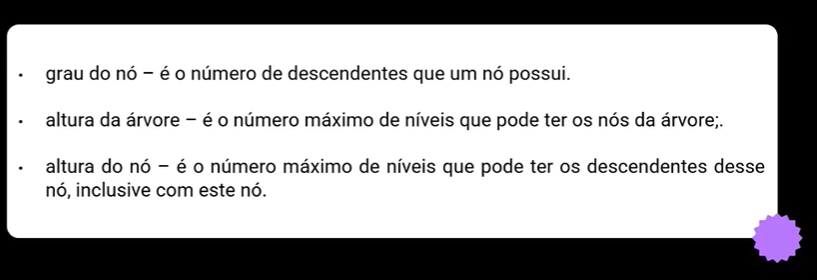 • grau do nó – é o número de descendentes que um nó possui.
• altura da árvore – é o número máximo de níveis que pode ter os nós da árvore;.
• altura do nó – é o número máximo de níveis que pode ter os descendentes desse
nó, inclusive com este nó.